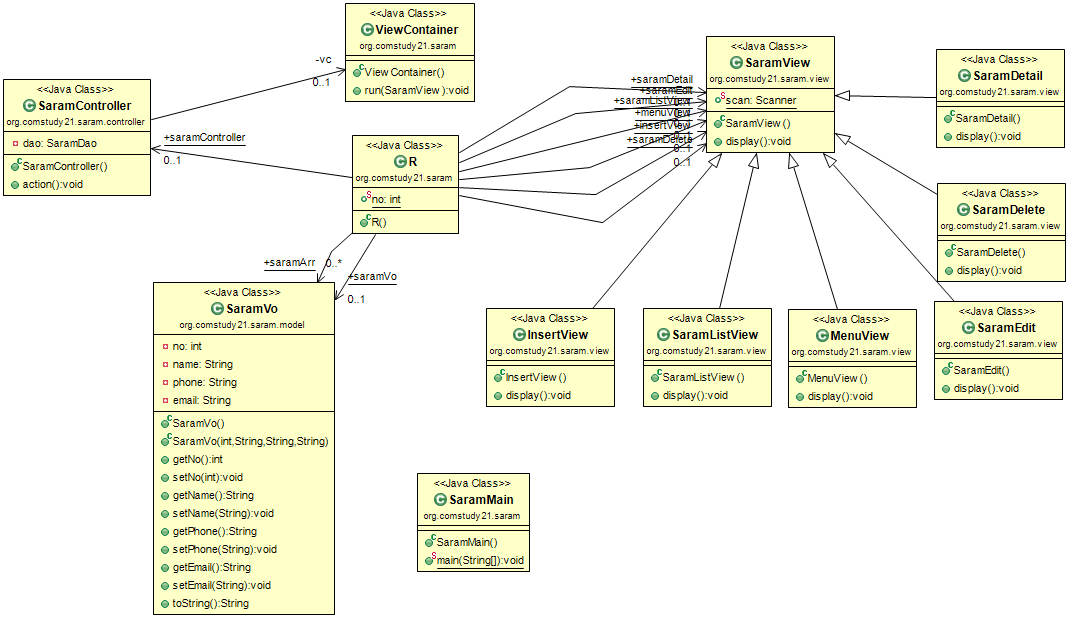 <<Java Class>>
ViewContainer
org.comstudy21.saram
ViewContainer()
run(SaramView):void
-vc
0..1
<<Java Class>>
SaramController
org.comstudy21.saram.controller
dao: SaramDao
SaramController()
action():void
+saramController
0..1
<<Java Class>>
R
org.comstudy21.saram
no: int
R()
+saramDetail
+saramEdit
+saramListView
+menuView
+insertView
+saramDelete
0..1
0..1
<<Java Class>>
SaramView
org.comstudy21.saram.view
scan: Scanner
SaramView()
display():void
<<Java Class>>
SaramDetail
org.comstudy21.saram.view
SaramDetail()
display():void
<<Java Class>>
SaramDelete
org.comstudy21.saram.view
SaramDelete()
display():void
+saramArr
0..*
+saramVo
0..1
<<Java Class>>
SaramVo
org.comstudy21.saram.model
no: int
name: String
phone: String
email: String
SaramVo()
SaramVo(int,String,String,String)
getNo():int
setNo(int):void
getName():String
setName(String):void
getPhone():String
setPhone(String):void
getEmail():String
setEmail(String):void
toString():String
<<Java Class>>
InsertView
org.comstudy21.saram.view
InsertView()
display():void
<<Java Class>>
SaramListView
org.comstudy21.saram.view
SaramListView()
display():void
<<Java Class>>
MenuView
org.comstudy21.saram.view
MenuView()
display():void
<<Java Class>>
SaramEdit
org.comstudy21.saram.view
SaramEdit()
display():void
<<Java Class>>
SaramMain
org.comstudy21.saram
SaramMain()
main(String[]):void